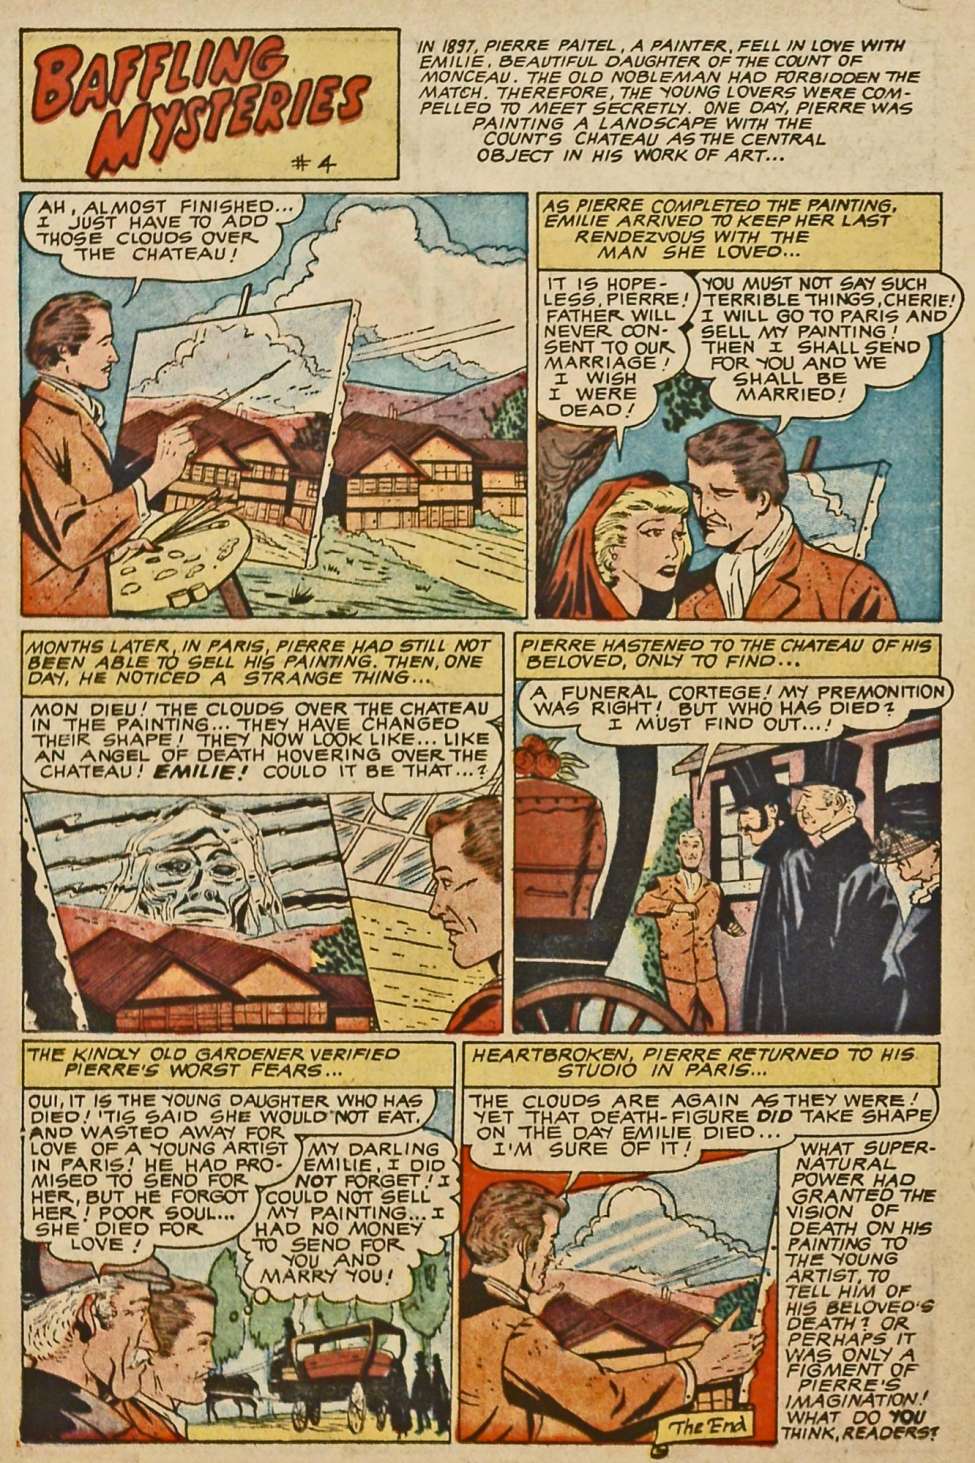 BAFFLING
MYSTERIES
#4
IN 1897, PIERRE PAITEL, A PAINTER, FELL IN LOVE WITH
EMILIE, BEAUTIFUL DAUGHTER OF THE COUNT OF
MONCEAU. THE OLD NOBLEMAN HAD FORBIDDEN THE
MATCH. THEREFORE, THE YOUNG LOVERS WERE COM-
PELLED TO MEET SECRETLY. ONE DAY, PIERRE WAS
PAINTING A LANDSCAPE WITH THE
COUNT'S CHATEAU AS THE CENTRAL
OBJECT IN HIS WORK OF ART...
AH, ALMOST FINISHED...
I JUST HAVE TO ADD
THOSE CLOUDS OVER
THE CHATEAU!
AS PIERRE COMPLETED THE PAINTING,
EMILIE ARRIVED TO KEEP HER LAST
RENDEZVOUS WITH THE
MAN SHE LOVED...
IT IS HOPE-
LESS, PIERRE!
FATHER WILL
NEVER CON-
SENT TO OUR
MARRIAGE!
I WISH
I WERE
DEAD!
YOU MUST NOT SAY SUCH
TERRIBLE THINGS, CHERIE!
I WILL GO TO PARIS AND
SELL MY PAINTING!
THEN I SHALL SEND
FOR YOU AND WE
SHALL BE
MARRIED!
MONTHS LATER, IN PARIS, PIERRE HAD STILL NOT
BEEN ABLE TO SELL HIS PAINTING. THEN, ONE
DAY, HE NOTICED A STRANGE THING...
MON DIEU! THE CLOUDS OVER THE CHATEAU
IN THE PAINTING... THEY HAVE CHANGED
THEIR SHAPE! THEY NOW LOOK LIKE... LIKE
AN ANGEL OF DEATH HOVERING OVER THE
CHATEAU! EMILIE! COULD IT BE THAT...?
PIERRE HASTENED TO THE CHATEAU OF HIS
BELOVED, ONLY TO FIND...
A FUNERAL CORTEGE! MY PREMONITION
WAS RIGHT! BUT WHO HAS DIED?
I MUST FIND OUT...!
THE KINDLY OLD GARDENER VERIFIED
PIERRE'S WORST FEARS...
OUI, IT IS THE YOUNG DAUGHTER WHO HAS
DIED! 'TIS SAID SHE WOULD NOT EAT,
AND WASTED AWAY FOR
LOVE OF A YOUNG ARTIST
IN PARIS! HE HAD PRO-
MISED TO SEND FOR
HER, BUT HE FORGOT
HER! POOR SOUL...
SHE DIED FOR
LOVE!
MY DARLING
EMILIE, I DID
NOT FORGET! I
COULD NOT SELL
MY PAINTING... I
HAD NO MONEY
TO SEND FOR
YOU AND
MARRY YOU!
HEARTBROKEN, PIERRE RETURNED TO HIS
STUDIO IN PARIS...
THE CLOUDS ARE AGAIN AS THEY WERE!
YET THAT DEATH-FIGURE DID TAKE SHAPE
ON THE DAY EMILIE DIED...
I'M SURE OF IT!
WHAT SUPER-
NATURAL
POWER HAD
GRANTED THE
VISION OF
DEATH ON HIS
PAINTING TO
THE YOUNG
ARTIST, TO
TELL HIM OF
HIS BELOVED'S
DEATH? OR
PERHAPS IT
WAS ONLY A
FIGMENT OF
PIERRE'S
IMAGINATION!
WHAT DO YOU
THINK, READERS?
The End